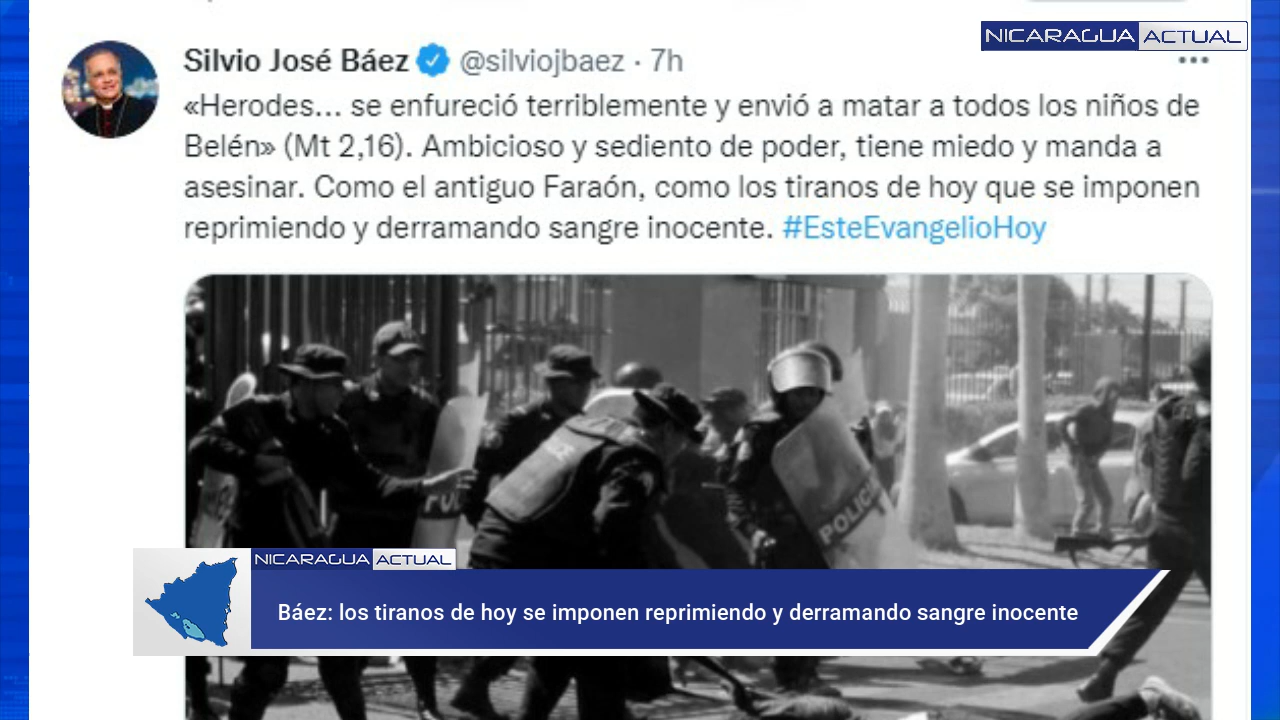 NICARAGUA ACTUAL
Silvio José Báez @silviojbaez · 7h
«Herodes... se enfureció terriblemente y envió a matar a todos los niños de
Belén» (Mt 2,16). Ambicioso y sediento de poder, tiene miedo y manda a
asesinar. Como el antiguo Faraón, como los tiranos de hoy que se imponen
reprimiendo y derramando sangre inocente. #EsteEvangelioHoy
POLICIA
NICARAGUA ACTUAL
Báez: los tiranos de hoy se imponen reprimiendo y derramando sangre inocente